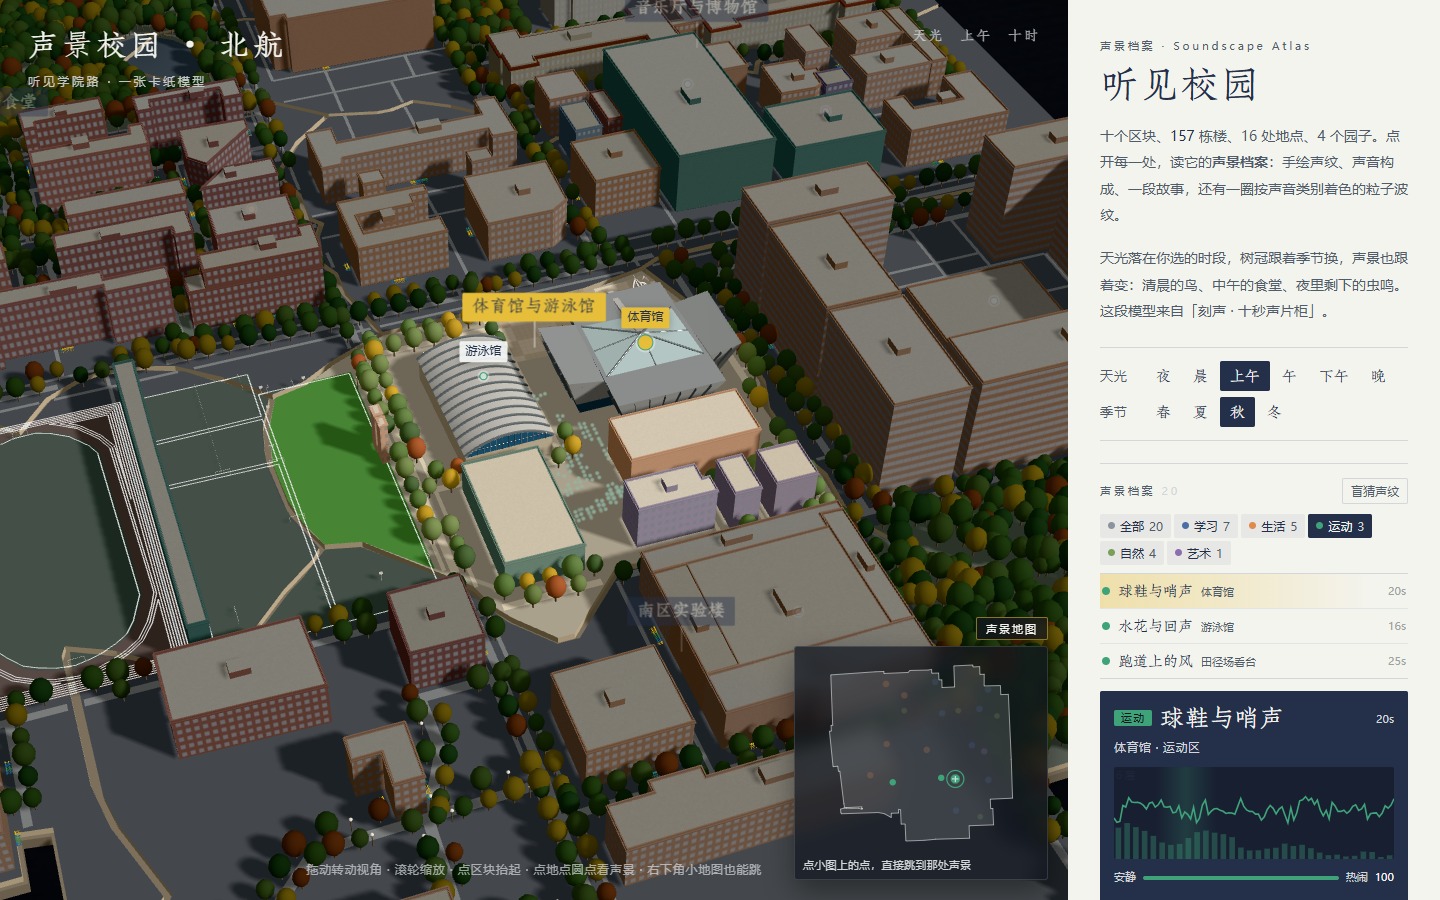 音乐厅与博物馆
声景校园 · 北航
听见学院路 · 一张卡纸模型
食堂
天光 上午 十时
体育馆与游泳馆
体育馆
游泳馆
南区实验楼
声景地图
点小图上的点，直接跳到那处声景
拖动转动视角 · 滚轮缩放 · 点区块抬起 · 点地点圆点看声景 · 右下角小地图也能跳
声景档案 · Soundscape Atlas
听见校园
十个区块、157 栋楼、16 处地点、4 个园子。点
开每一处，读它的声景档案：手绘声纹、声音构
成、一段故事，还有一圈按声音类别着色的粒子波
纹。
天光落在你选的时段，树冠跟着季节换，声景也跟
着变：清晨的鸟、中午的食堂、夜里剩下的虫鸣。
这段模型来自「刻声 · 十秒声片柜」。
天光 夜 晨 上午 午 下午 晚
季节 春 夏 秋 冬
声景档案 20 盲猜声纹
全部 20 学习 7 生活 5 运动 3
自然 4 艺术 1
球鞋与哨声 体育馆 20s
水花与回声 游泳馆 16s
跑道上的风 田径场看台 25s
运动 球鞋与哨声 20s
体育馆 · 运动区
安静 热闹 100